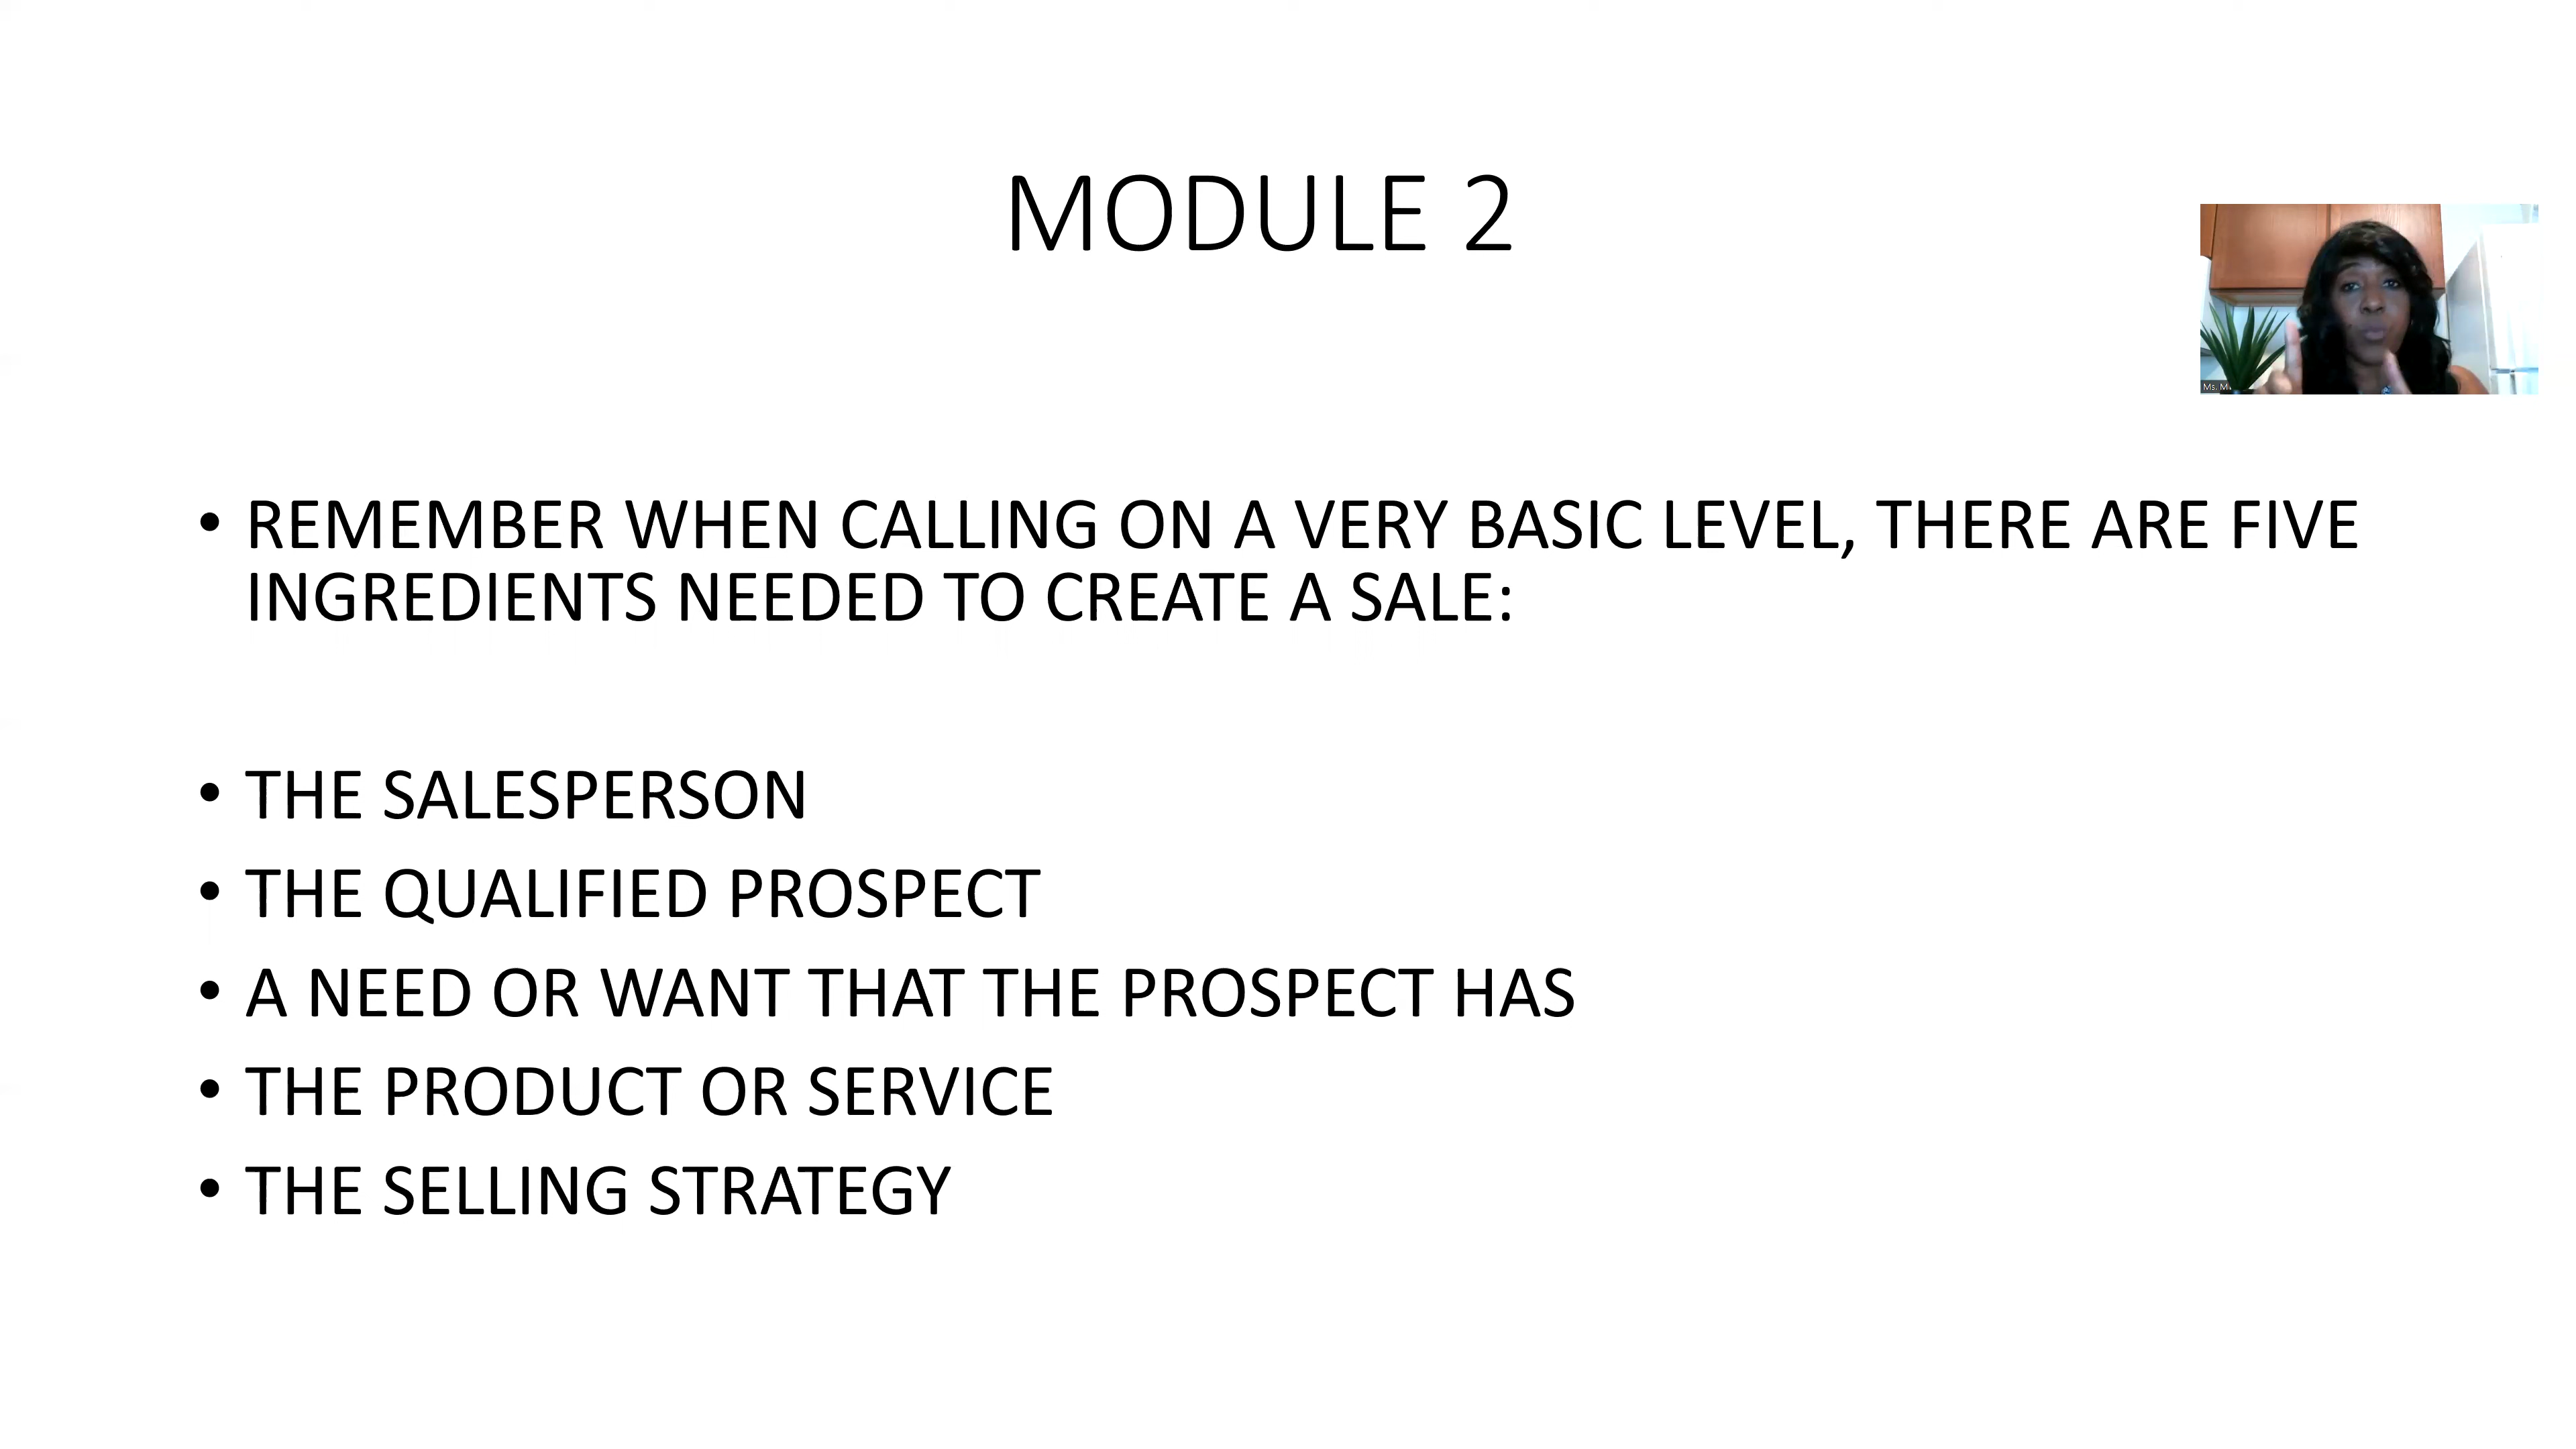 MODULE 2
• REMEMBER WHEN CALLING ON A VERY BASIC LEVEL, THERE ARE FIVE
INGREDIENTS NEEDED TO CREATE A SALE:
• THE SALESPERSON
• THE QUALIFIED PROSPECT
• A NEED OR WANT THAT THE PROSPECT HAS
• THE PRODUCT OR SERVICE
• THE SELLING STRATEGY
Ms.